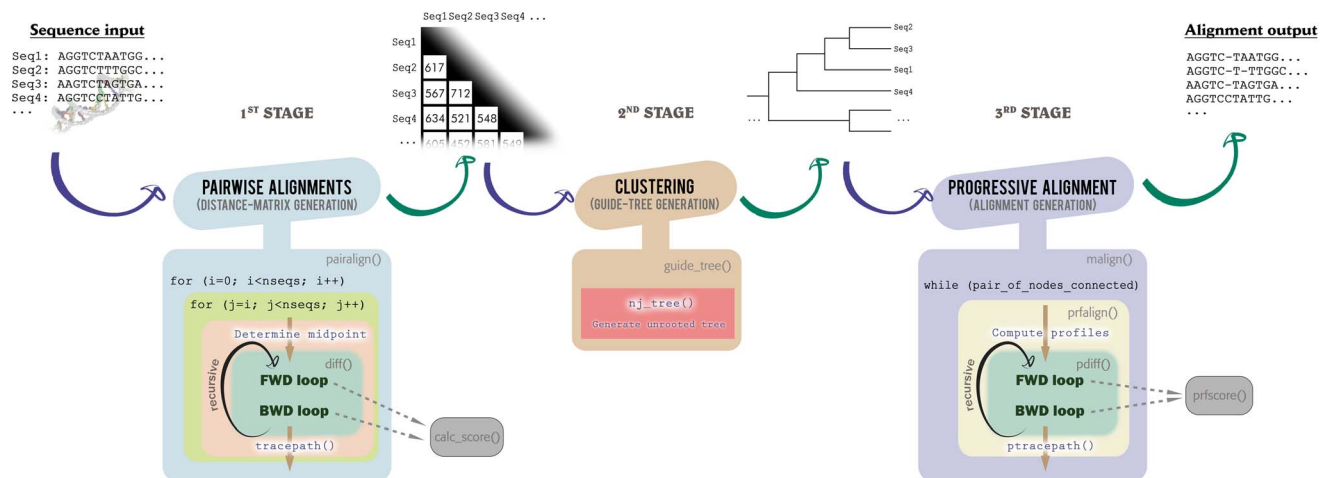 Sequence input
Seq1: AGGTCTAATGG...
Seq2: AGGTCTTTGGC...
Seq3: AAGTCTAGTGA...
Seq4: AGGTCCTATTG...
...
1ST STAGE
Seq1 Seq2 Seq3 Seq4 ...
Seq1
Seq2 617
Seq3 567 712
Seq4 634 521 548
... 605 452 581 549
2ND STAGE
Seq2
Seq3
Seq1
Seq4
... ...
3RD STAGE
Alignment output
AGGTC-TAATGG...
AGGTC-T-TTGGC...
AAGTC-TAGTGA...
AGGTCCTATTG...
...
PAIRWISE ALIGNMENTS
(DISTANCE-MATRIX GENERATION)
pairalign()
for (i=0; i<nseqs; i++)
for (j=i; j<nseqs; j++)
Determine midpoint
recursive
diff()
FWD loop
BWD loop
tracepath()
calc_score()
CLUSTERING
(GUIDE-TREE GENERATION)
guide_tree()
nj_tree()
Generate unrooted tree
PROGRESSIVE ALIGNMENT
(ALIGNMENT GENERATION)
malign()
while (pair_of_nodes_connected)
prfalign()
Compute profiles
recursive
pdiff()
FWD loop
BWD loop
ptracepath()
prfscore()